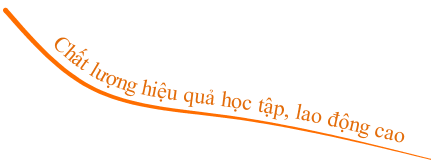 Chất lượng hiệu quả học tập, lao động cao